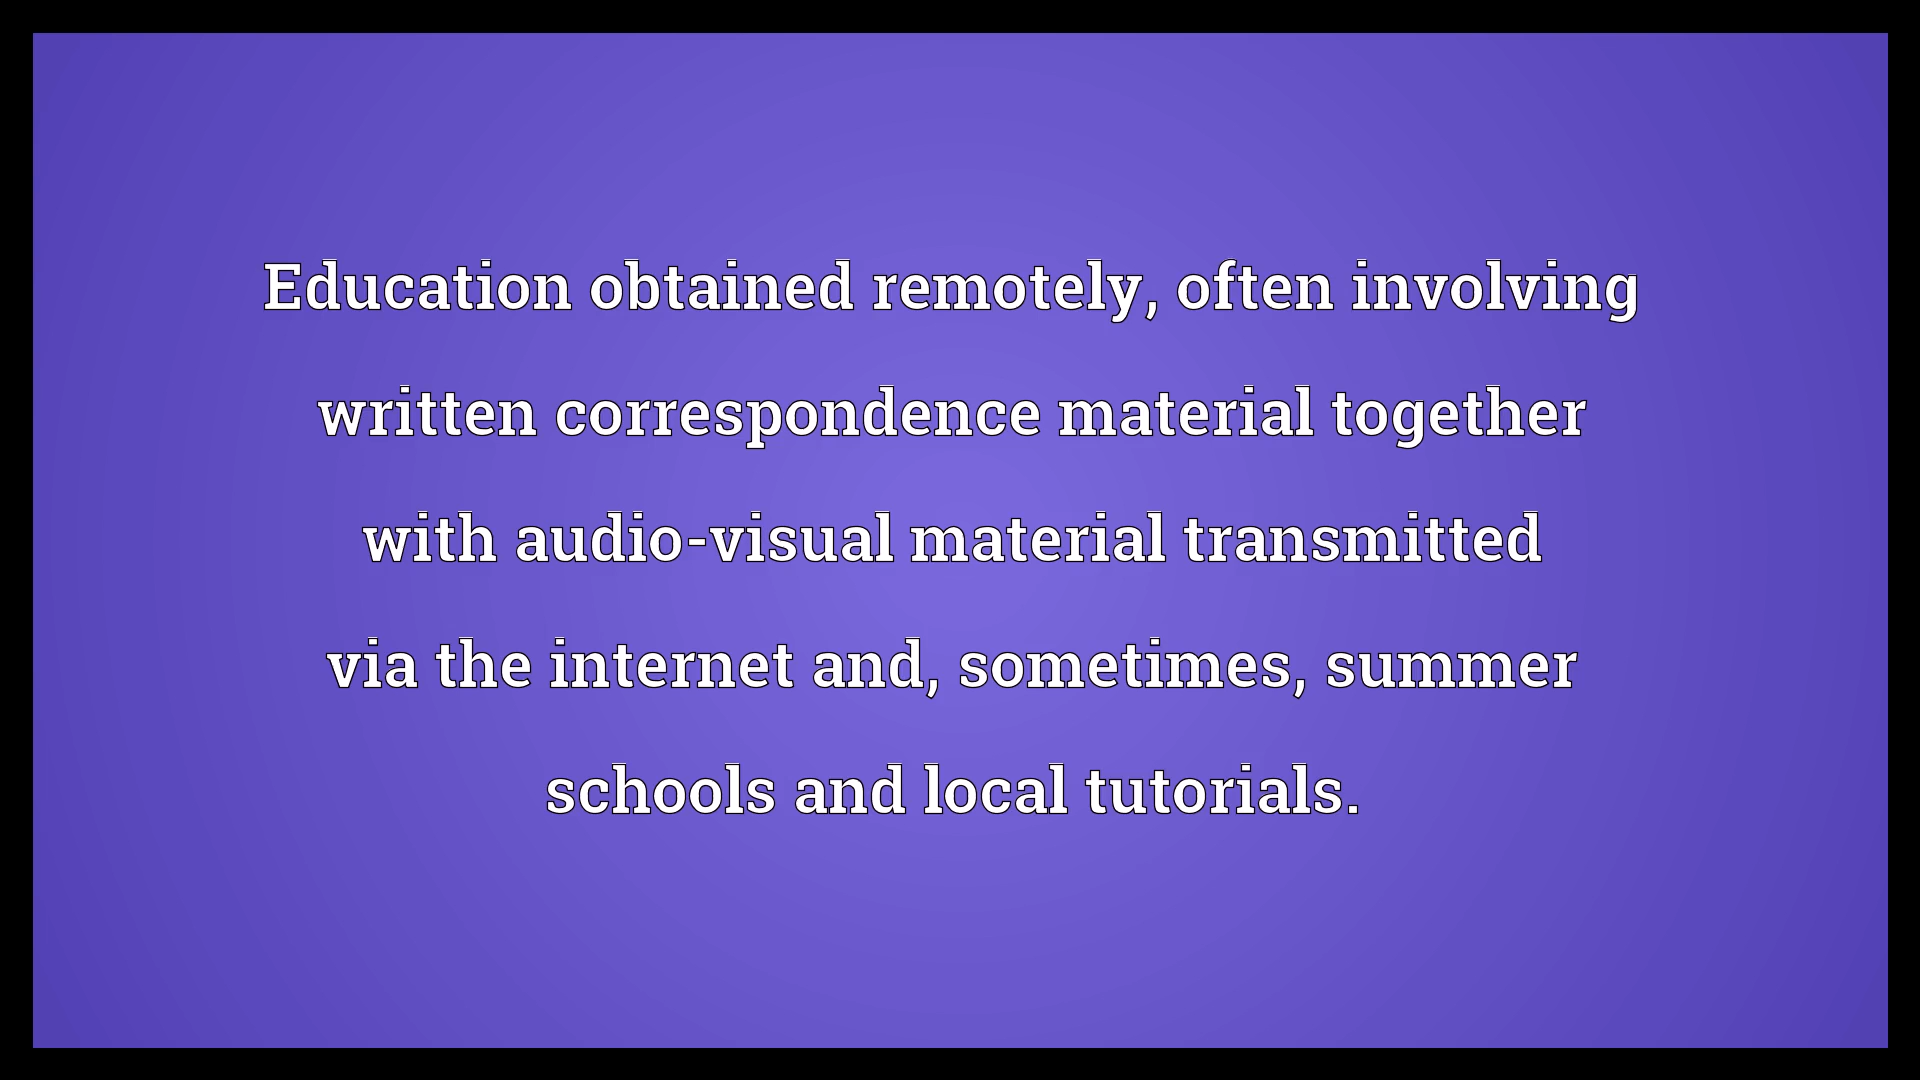 Education obtained remotely, often involving
written correspondence material together
with audio-visual material transmitted
via the internet and, sometimes, summer
schools and local tutorials.